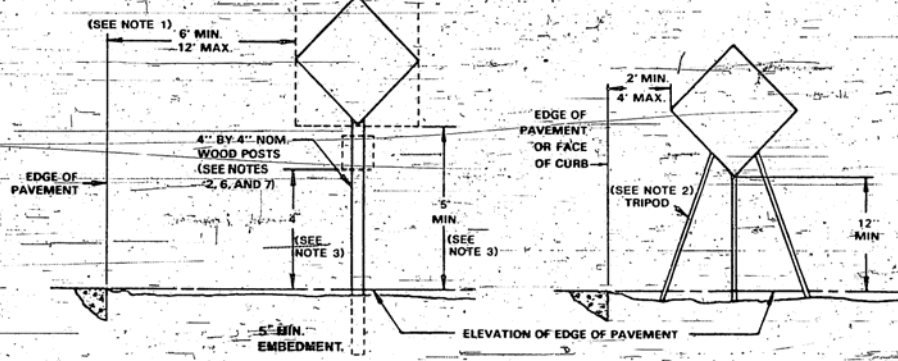 (SEE NOTE 1)
6' MIN.
12' MAX.
4" BY 4" NOM.
WOOD POSTS
(SEE NOTES
2, 6, AND 7)
EDGE OF
PAVEMENT
(SEE
NOTE 3)
5'
MIN.
(SEE
NOTE 3)
5" MIN.
EMBEDMENT.
2' MIN.
4' MAX.
EDGE OF
PAVEMENT
OR FACE
OF CURB
(SEE NOTE 2)
TRIPOD
12"
MIN
ELEVATION OF EDGE OF PAVEMENT